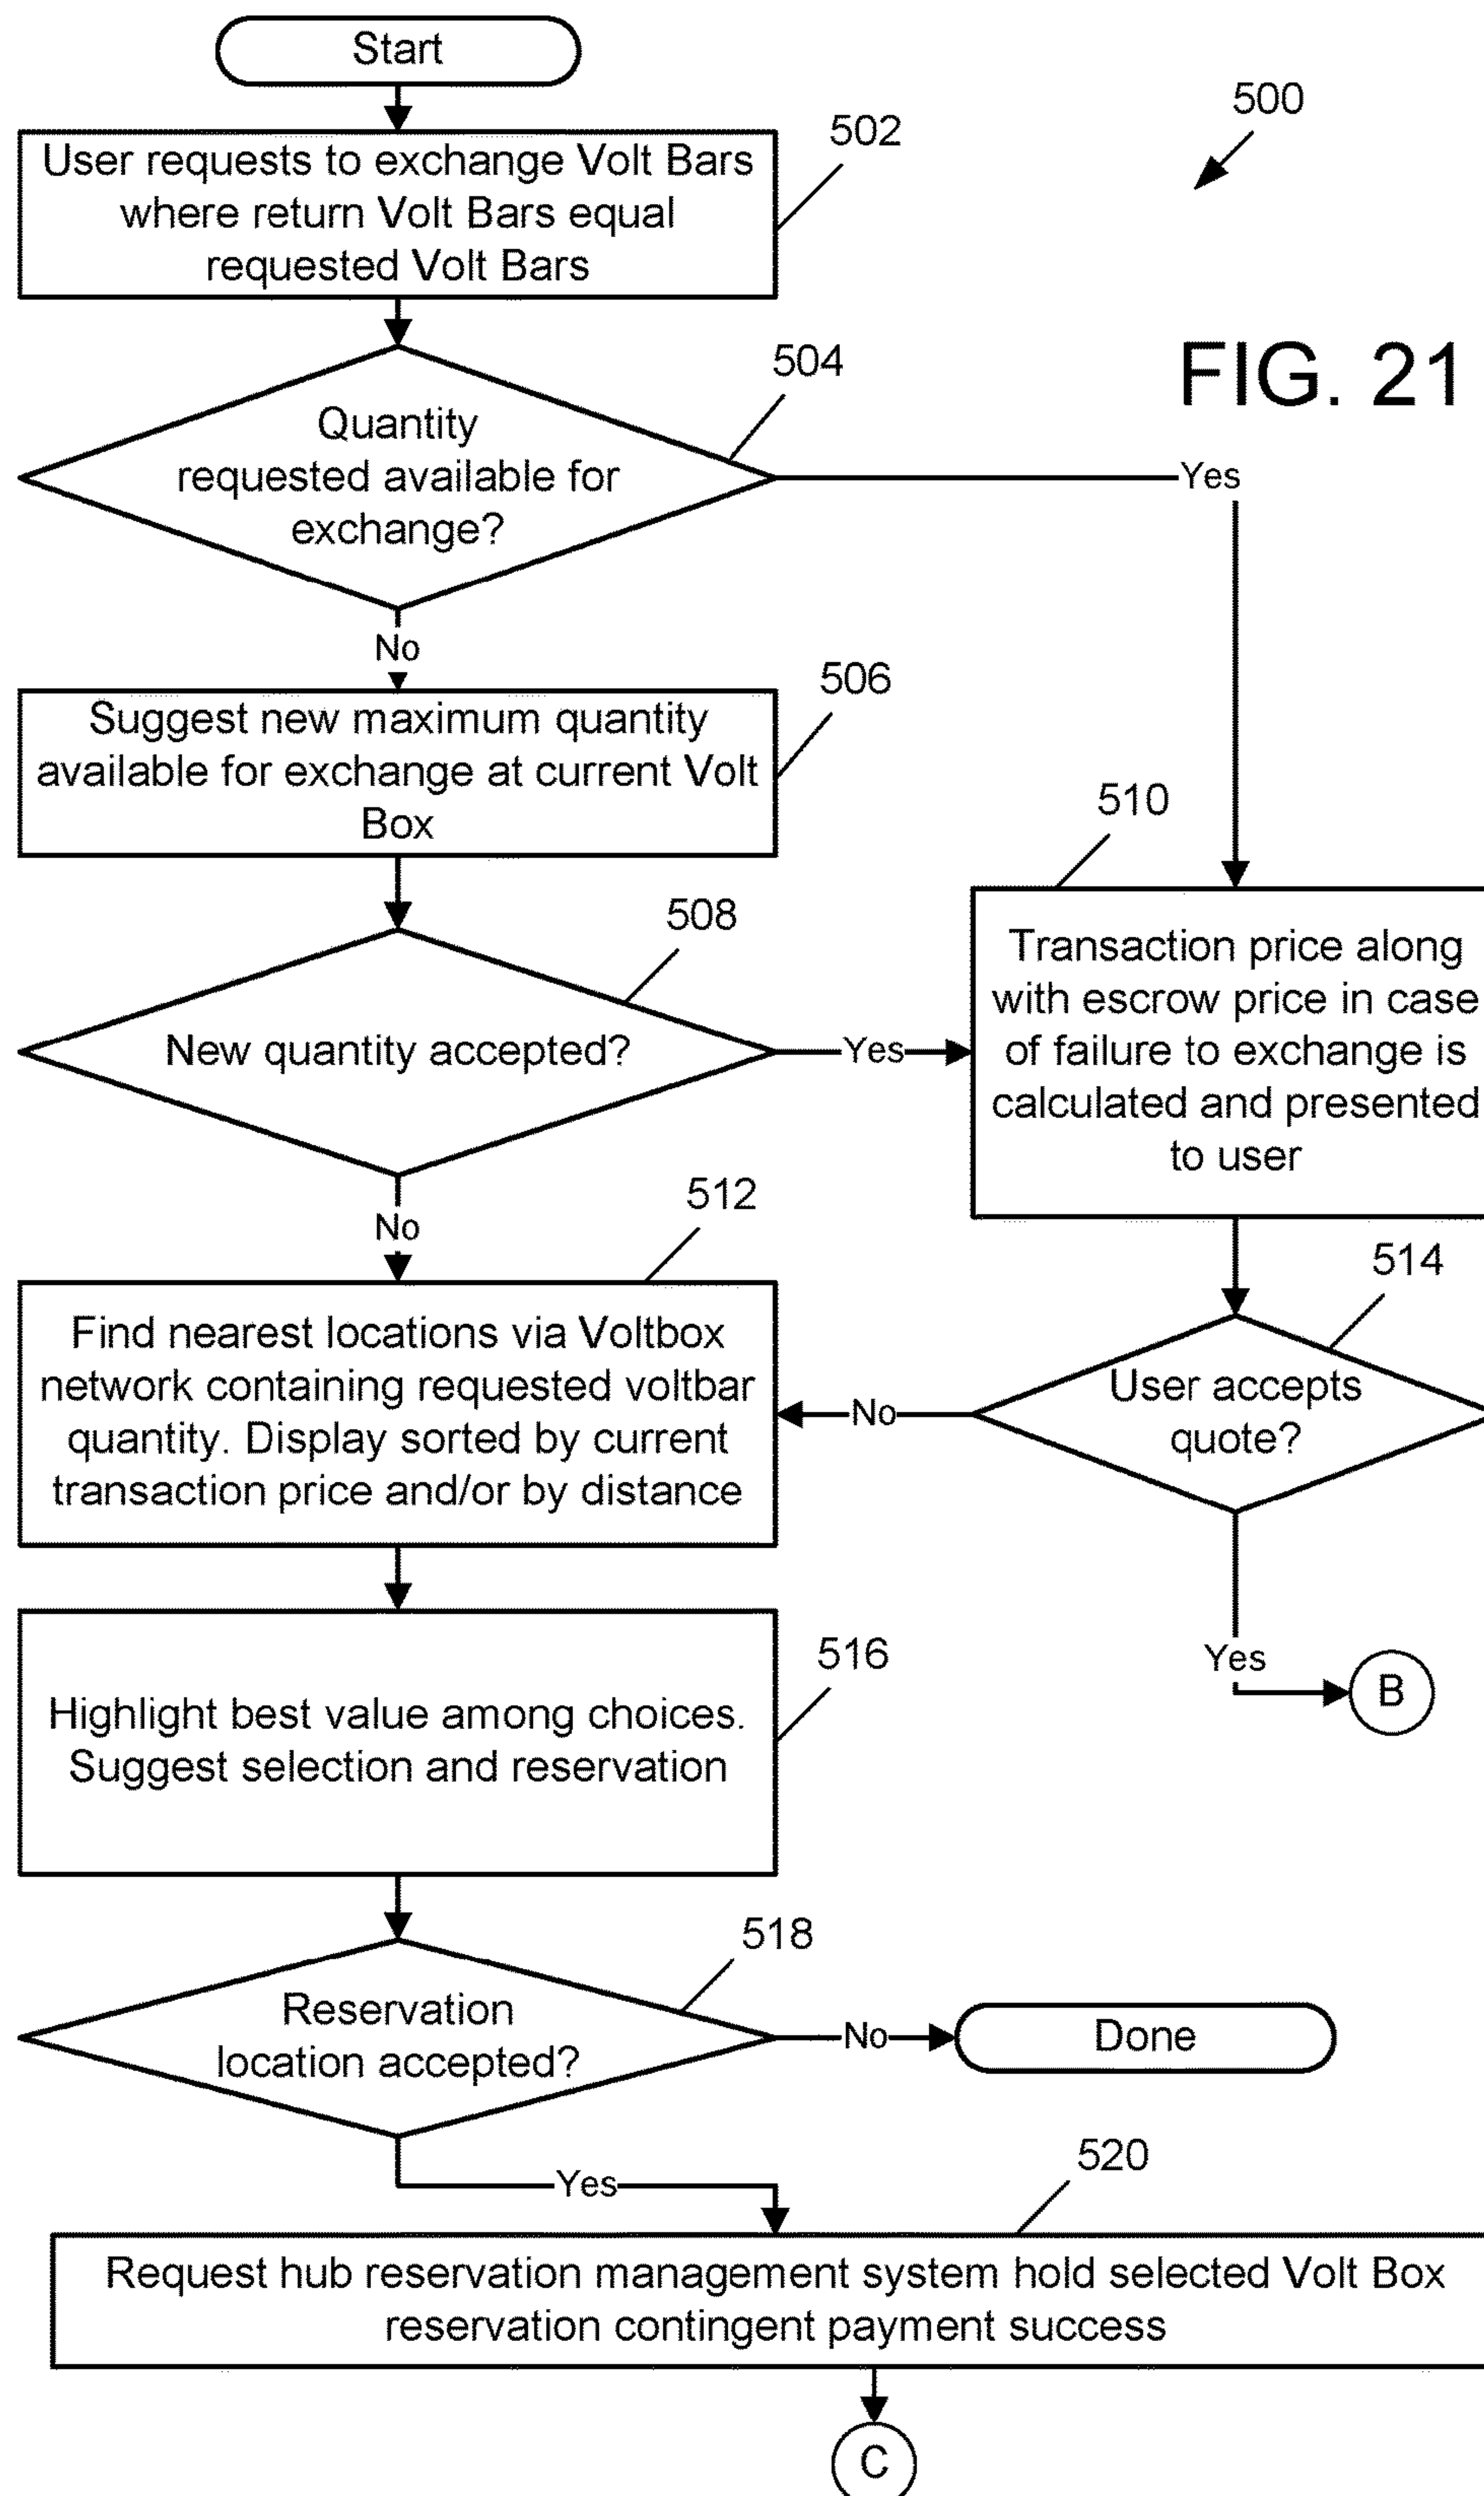 Start
500
502
User requests to exchange Volt Bars
where return Volt Bars equal
requested Volt Bars
FIG. 21
504
Quantity
requested available for
exchange?
Yes
No
506
Suggest new maximum quantity
available for exchange at current Volt
Box
510
508
Transaction price along
with escrow price in case
of failure to exchange is
calculated and presented
to user
New quantity accepted?
Yes
No
512
514
Find nearest locations via Voltbox
network containing requested voltbar
quantity. Display sorted by current
transaction price and/or by distance
No
User accepts
quote?
Yes
B
516
Highlight best value among choices.
Suggest selection and reservation
518
Reservation
location accepted?
No
Done
Yes
520
Request hub reservation management system hold selected Volt Box
reservation contingent payment success
C